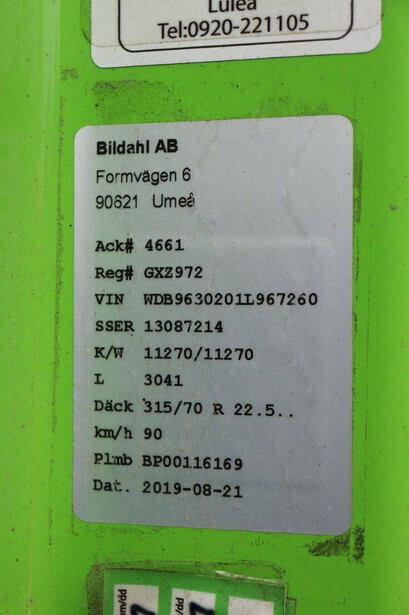 Luleå
Tel:0920-221105
Bildahl AB
Formvägen 6
90621 Umeå
Ack# 4661
Reg# GXZ972
VIN WDB9630201L967260
SSER 13087214
K/W 11270/11270
L 3041
Däck 315/70 R 22.5..
km/h 90
Plmb BP00116169
Dat. 2019-08-21